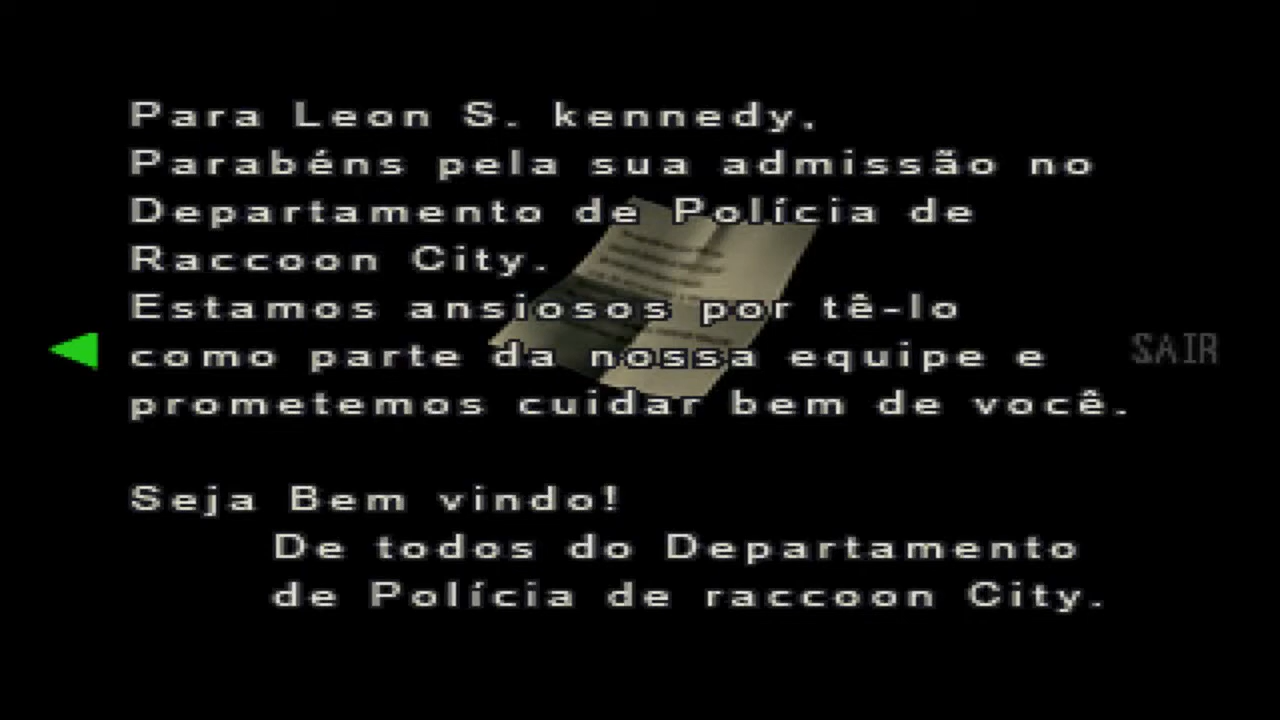 Para Leon S. kennedy.
Parabéns pela sua admissão no
Departamento de Polícia de
Raccoon City.
Estamos ansiosos por tê-lo
como parte da nossa equipe e
SAIR
prometemos cuidar bem de você.
Seja Bem vindo!
De todos do Departamento
de Polícia de raccoon City.